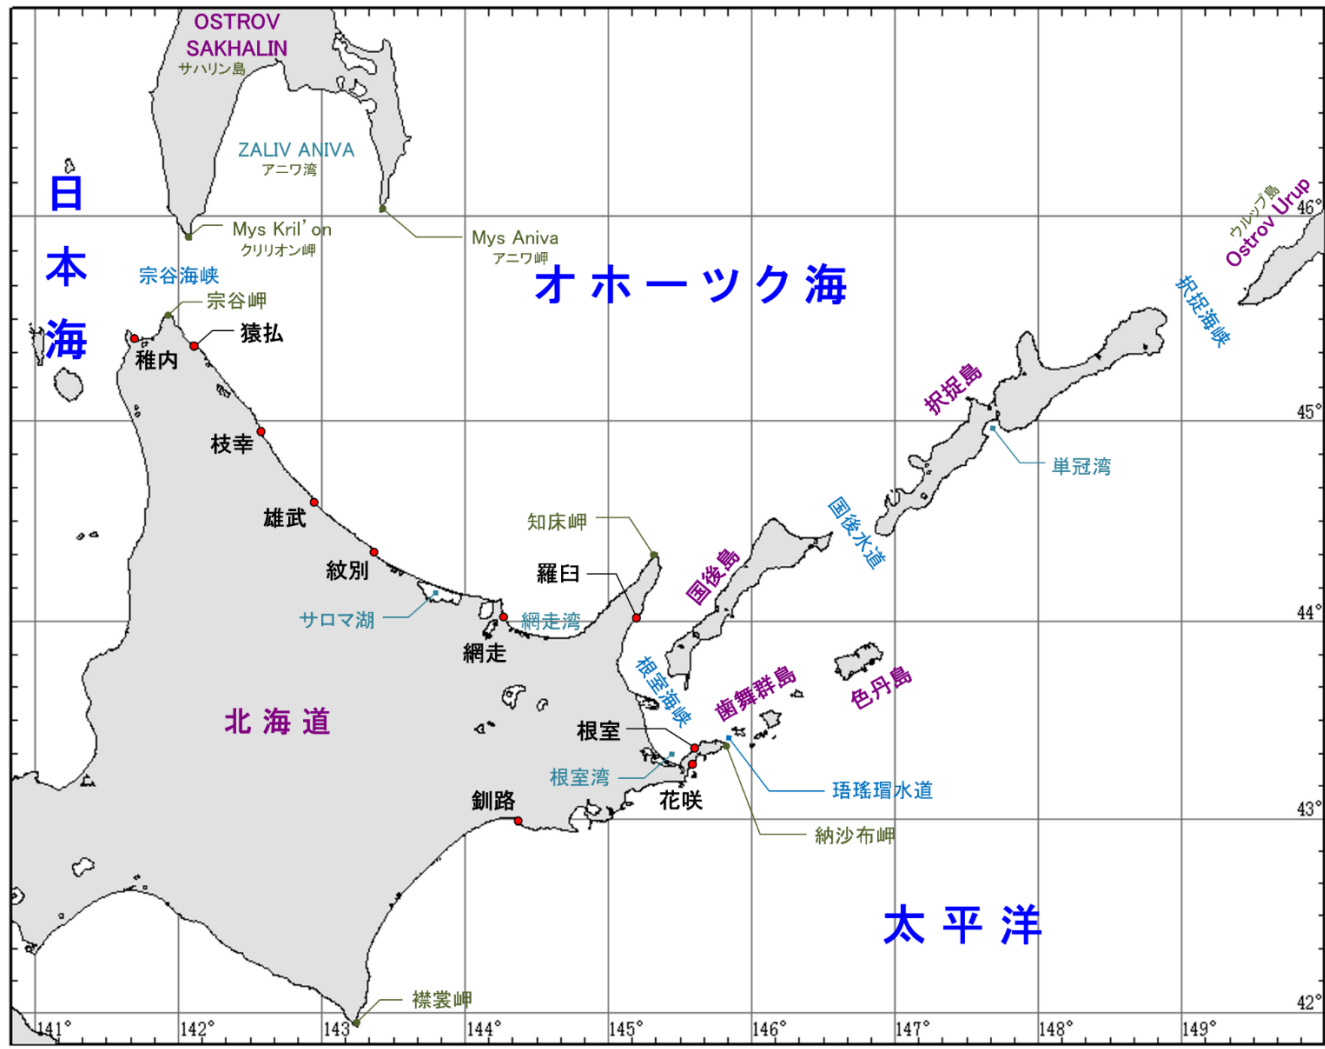 OSTROV
SAKHALIN
サハリン島
ZALIV ANIVA
アニワ湾
日本海
Mys Kril'on
クリリオン岬
Mys Aniva
アニワ岬
ウルップ島
Ostrov Urup
46°
宗谷海峡
オホーツク海
択捉海峡
宗谷岬
猿払
稚内
択捉島
45°
枝幸
単冠湾
雄武
知床岬
国後水道
紋別
羅臼
国後島
サロマ湖
網走湾
44°
網走
根室海峡
歯舞群島
色丹島
北海道
根室
根室湾
珸瑤瑁水道
釧路
花咲
43°
納沙布岬
太平洋
襟裳岬
42°
141°
142°
143°
144°
145°
146°
147°
148°
149°